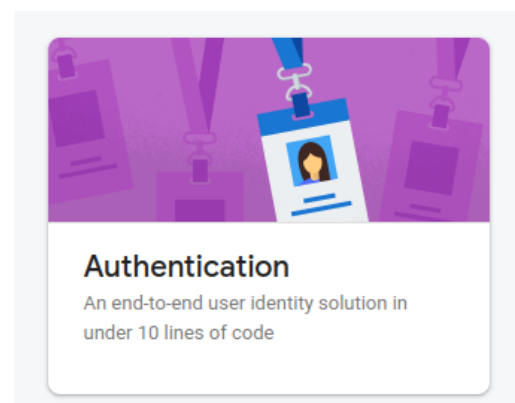 Authentication
An end-to-end user identity solution in
under 10 lines of code